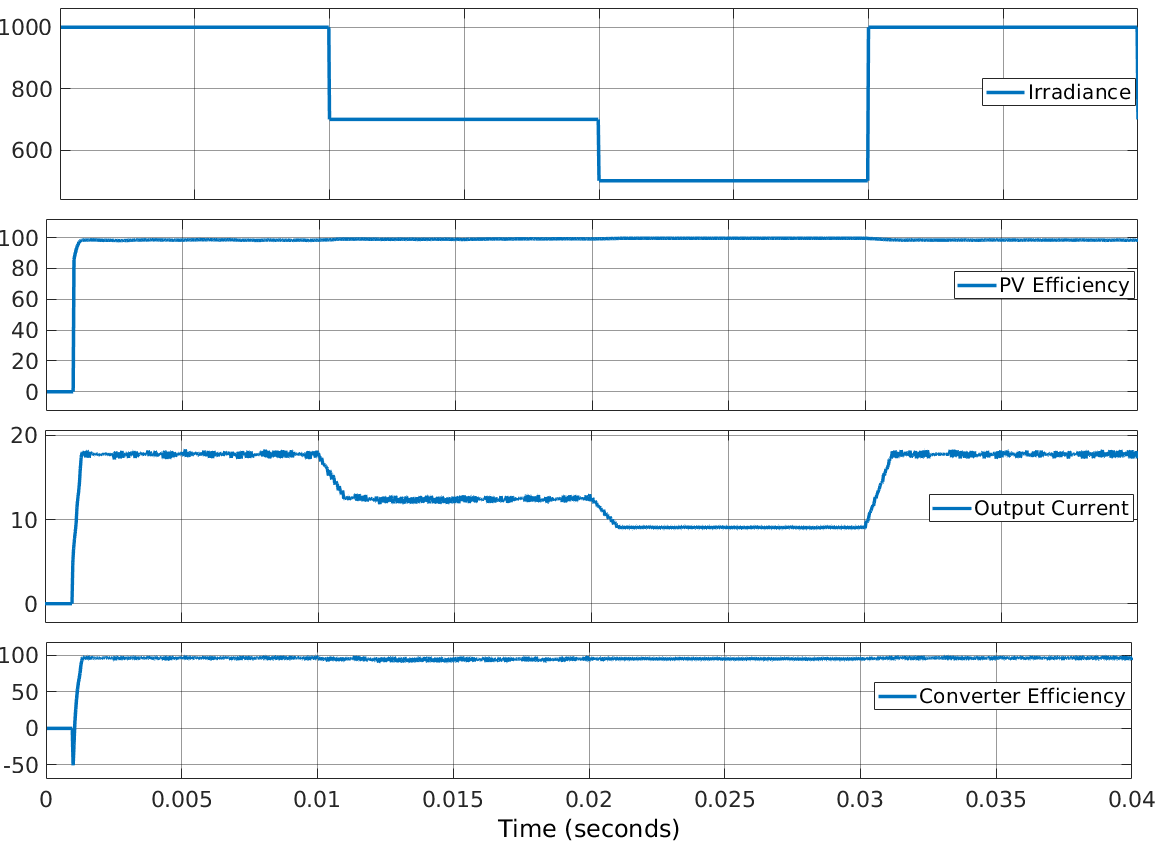 1000
800
600
Irradiance
100
80
60
40
20
0
PV Efficiency
20
10
0
Output Current
100
50
0
-50
Converter Efficiency
0 0.005 0.01 0.015 0.02 0.025 0.03 0.035 0.04
Time (seconds)